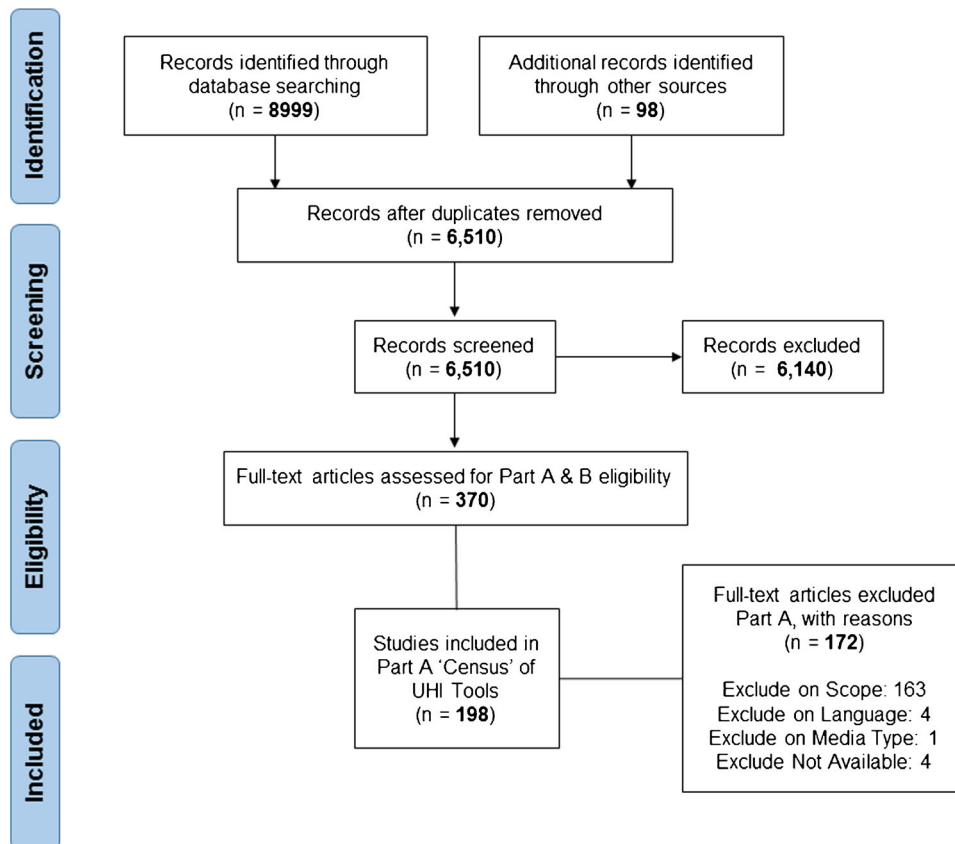 Identification
Records identified through
database searching
(n = 8999)
Additional records identified
through other sources
(n = 98)
Records after duplicates removed
(n = 6,510)
Screening
Records screened
(n = 6,510)
Records excluded
(n = 6,140)
Eligibility
Full-text articles assessed for Part A & B eligibility
(n = 370)
Full-text articles excluded
Part A, with reasons
(n = 172)
Exclude on Scope: 163
Exclude on Language: 4
Exclude on Media Type: 1
Exclude Not Available: 4
Included
Studies included in
Part A ‘Census’ of
UHI Tools
(n = 198)